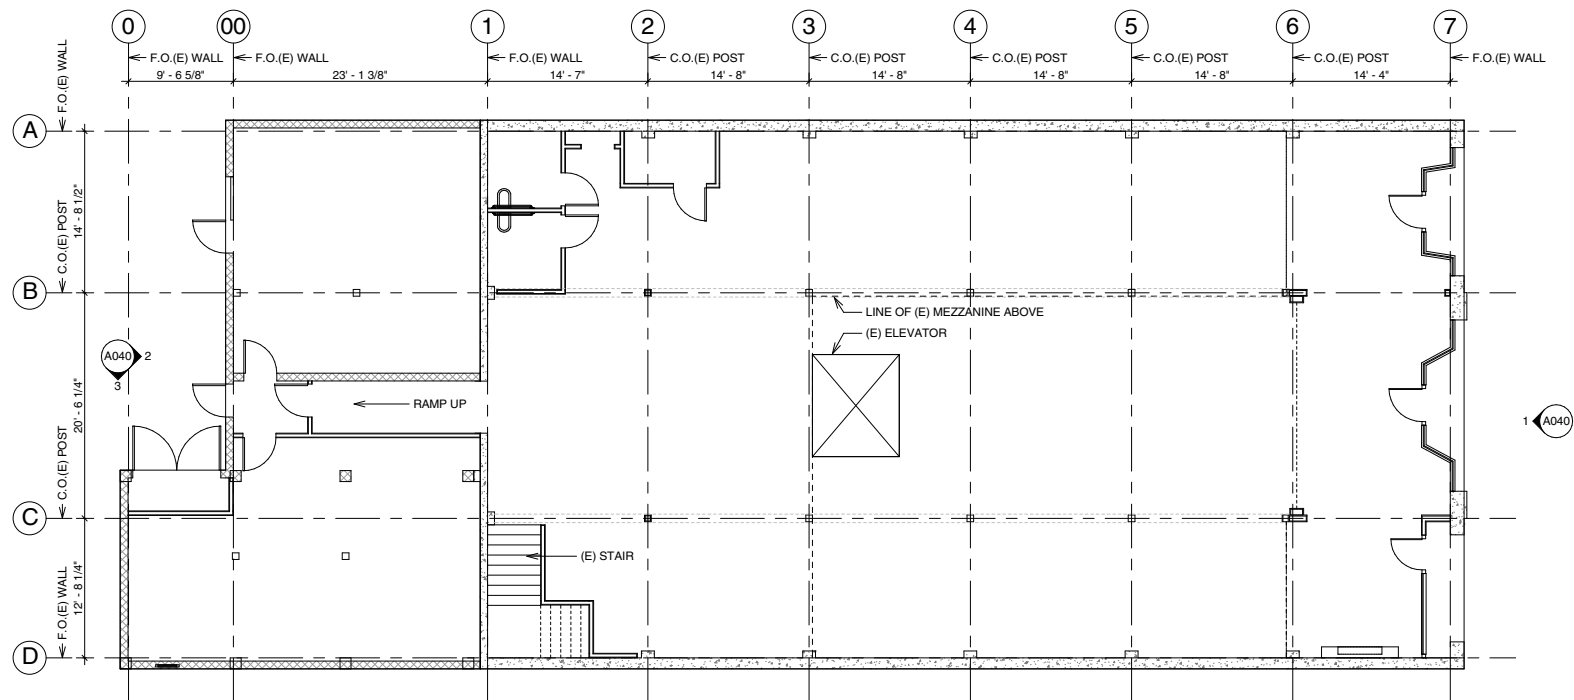 0 00 1 2 3 4 5 6 7
F.O.(E) WALL F.O.(E) WALL F.O.(E) WALL C.O.(E) POST C.O.(E) POST C.O.(E) POST C.O.(E) POST C.O.(E) POST F.O.(E) WALL
9' - 6 5/8" 23' - 1 3/8" 14' - 7" 14' - 8" 14' - 8" 14' - 8" 14' - 8" 14' - 4"
F.O.(E) WALL
A
14' - 8 1/2"
C.O.(E) POST
B
LINE OF (E) MEZZANINE ABOVE
(E) ELEVATOR
A040 2
3
20' - 6 1/4"
RAMP UP
1 A040
C.O.(E) POST
C
(E) STAIR
12' - 8 1/4"
F.O.(E) WALL
D